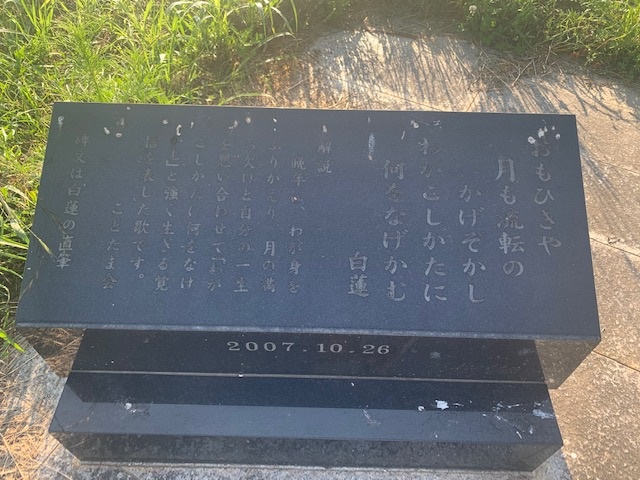 おもひきや
月も流転の
かげぞかし
わがこしかたに
何をなげかむ
白蓮
解説
晩年に、わが身を
ふりかえり、月の満
ち欠けと自分の一生
を思い合わせて「わが
こしかたに何をなげ
」と強く生きる覚
を表した歌です。
ことたま会
碑文は、白蓮の直筆
2007.10.26